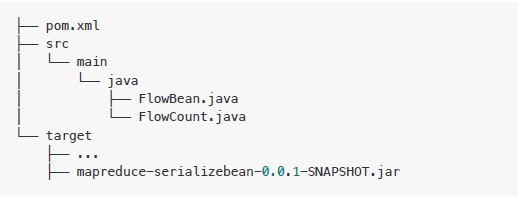 ├── pom.xml
├── src
│   └── main
│       └── java
│           ├── FlowBean.java
│           └── FlowCount.java
└── target
    ├── ...
    ├── mapreduce-serializebean-0.0.1-SNAPSHOT.jar